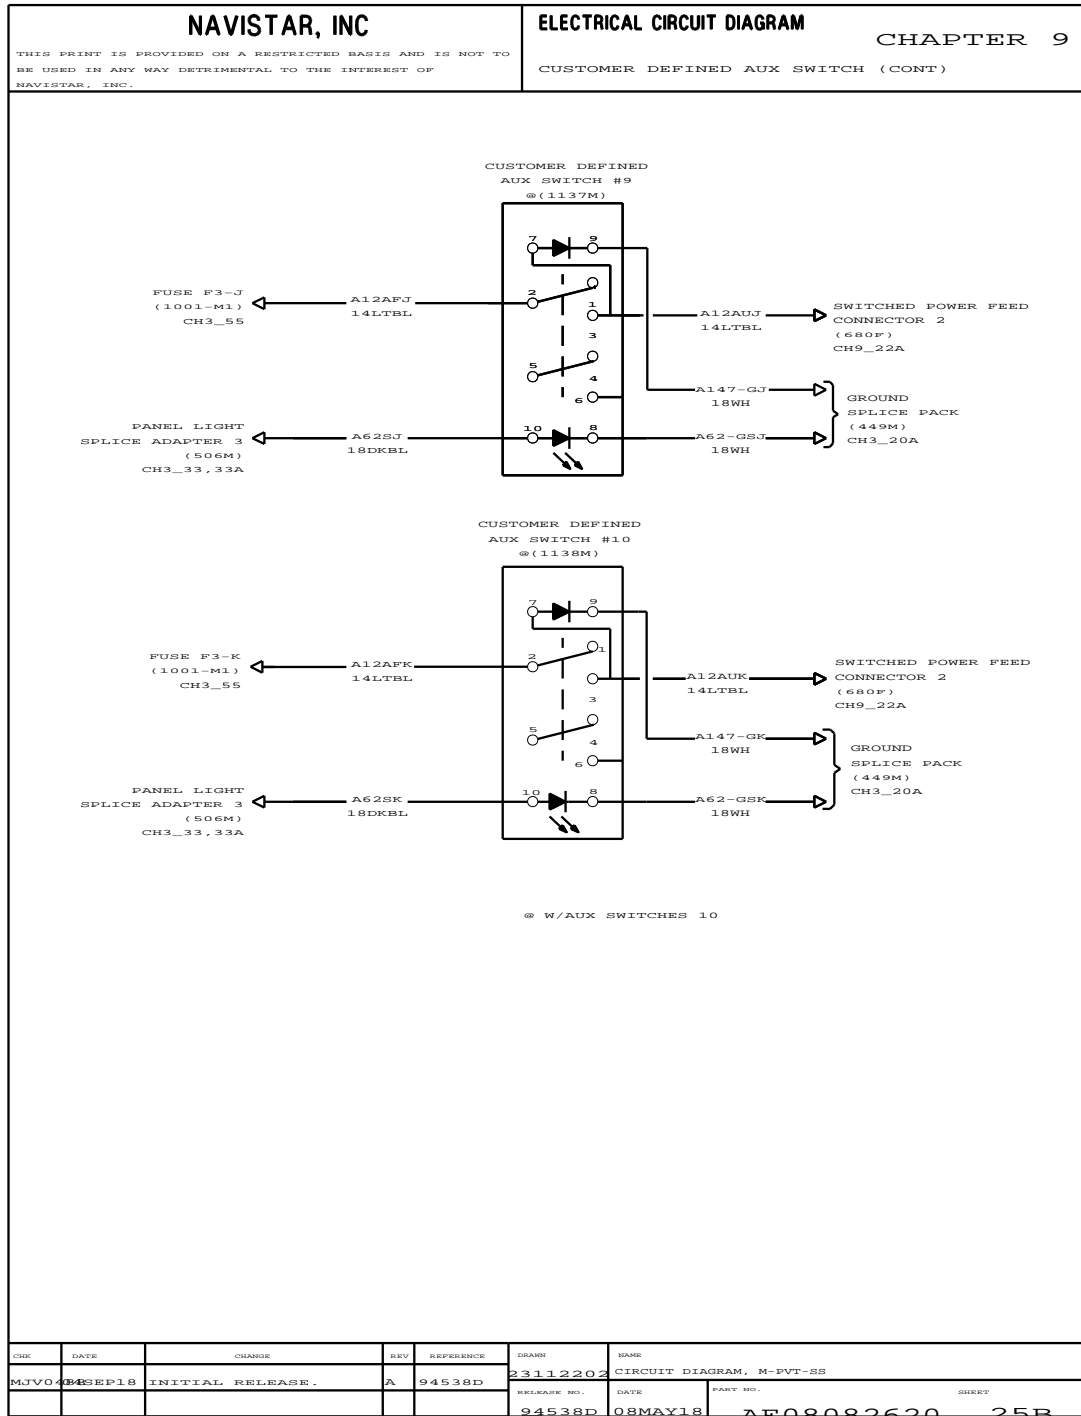 NAVISTAR, INC
THIS PRINT IS PROVIDED ON A RESTRICTED BASIS AND IS NOT TO
BE USED IN ANY WAY DETRIMENTAL TO THE INTEREST OF
NAVISTAR, INC.
ELECTRICAL CIRCUIT DIAGRAM
CHAPTER 9
CUSTOMER DEFINED AUX SWITCH (CONT)
CUSTOMER DEFINED
AUX SWITCH #9
@(1137M)
7 9
FUSE F3-J
(1001-M1)
CH3_55
A12AFJ
14LTBL
2
1
3
A12AUJ
14LTBL
SWITCHED POWER FEED
CONNECTOR 2
(680F)
CH9_22A
5
4
6
A147-GJ
18WH
GROUND
SPLICE PACK
(449M)
CH3_20A
PANEL LIGHT
SPLICE ADAPTER 3
(506M)
CH3_33,33A
A62SJ
18DKBL
10 8
A62-GSJ
18WH
CUSTOMER DEFINED
AUX SWITCH #10
@(1138M)
7 9
FUSE F3-K
(1001-M1)
CH3_55
A12AFK
14LTBL
2
1
3
A12AUK
14LTBL
SWITCHED POWER FEED
CONNECTOR 2
(680F)
CH9_22A
5
4
6
A147-GK
18WH
GROUND
SPLICE PACK
(449M)
CH3_20A
PANEL LIGHT
SPLICE ADAPTER 3
(506M)
CH3_33,33A
A62SK
18DKBL
10 8
A62-GSK
18WH
@ W/AUX SWITCHES 10
CHK DATE CHANGE REV REFERENCE
INITIAL RELEASE. A 94538D
DRAWN
23112202
NAME
CIRCUIT DIAGRAM, M-PVT-SS
RELEASE NO.
94538D
DATE
08MAY18
PART NO. SHEET
AF08082620 25B